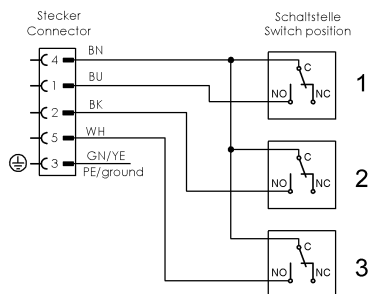 Stecker
Connector
Schaltstelle
Switch position
4 BN
1 BU
2 BK
5 WH
3 GN/YE
PE/ground
C
NO NC
1
C
NO NC
2
C
NO NC
3